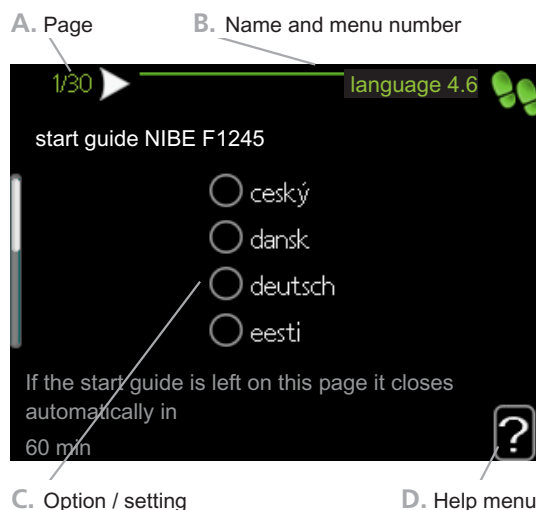 A. Page
B. Name and menu number
1/30
language 4.6
start guide NIBE F1245
ceský
dansk
deutsch
eesti
If the start guide is left on this page it closes
automatically in
60 min
?
C. Option / setting
D. Help menu